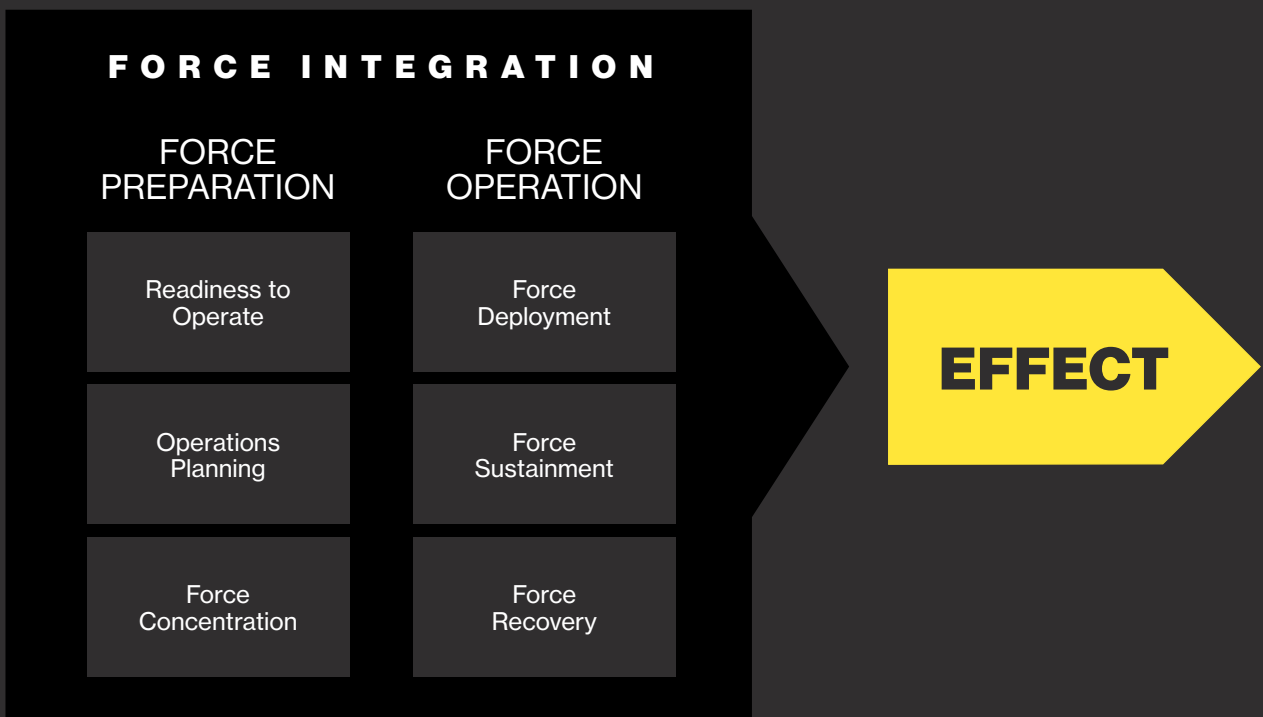 FORCE INTEGRATION
FORCE
PREPARATION
Readiness to
Operate
Operations
Planning
Force
Concentration
FORCE
OPERATION
Force
Deployment
Force
Sustainment
Force
Recovery
EFFECT